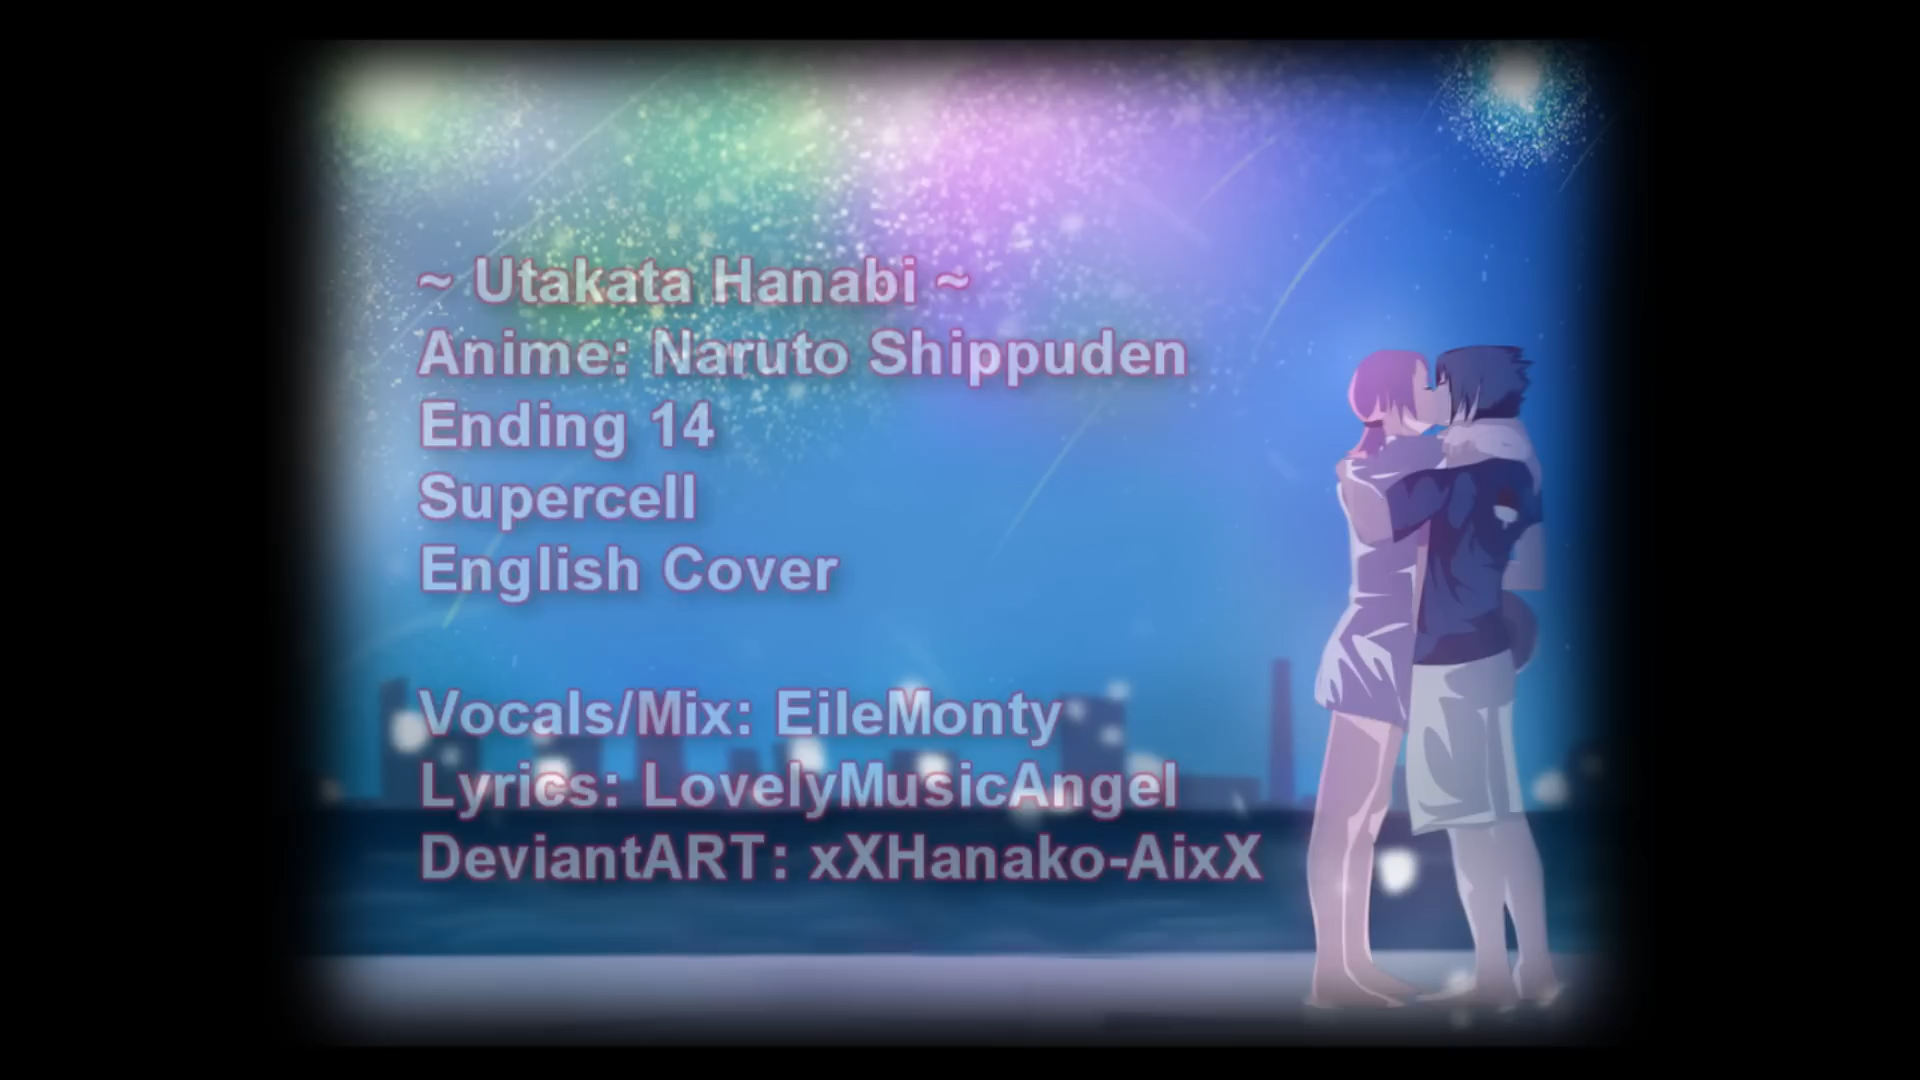 ~ Utakata Hanabi ~
Anime: Naruto Shippuden
Ending 14
Supercell
English Cover
Vocals/Mix: EileMonty
Lyrics: LovelyMusicAngel
DeviantART: xXHanako-AixX